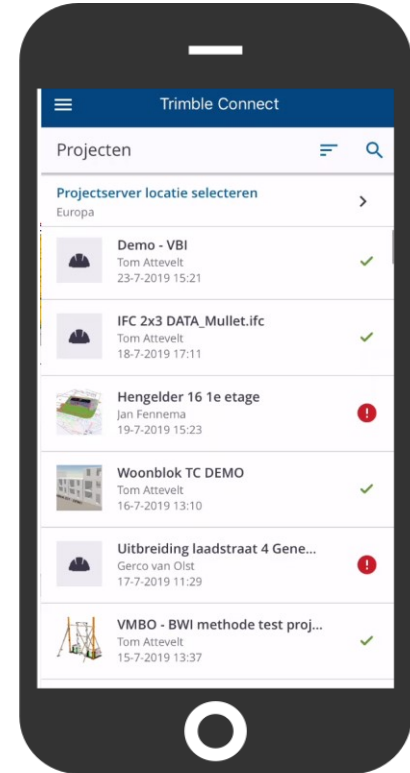 Trimble Connect
Projecten
Projectserver locatie selecteren
Europa
Demo - VBI
Tom Attevelt
23-7-2019 15:21
IFC 2x3 DATA_Mullet.ifc
Tom Attevelt
18-7-2019 17:11
Hengelder 16 1e etage
Jan Fennema
19-7-2019 15:23
Woonblok TC DEMO
Tom Attevelt
16-7-2019 13:10
Uitbreiding laadstraat 4 Gene...
Gerco van Olst
17-7-2019 11:29
VMBO - BWI methode test proj...
Tom Attevelt
15-7-2019 13:37